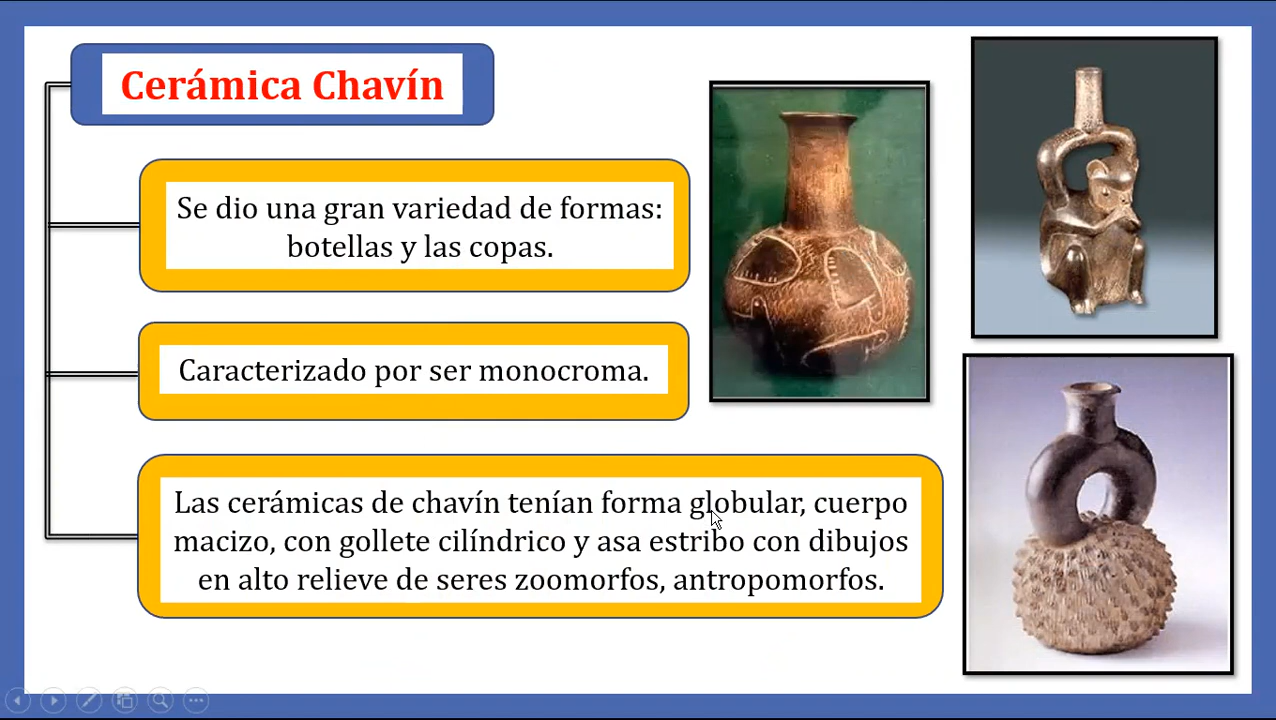 Cerámica Chavín
Se dio una gran variedad de formas:
botellas y las copas.
Caracterizado por ser monocroma.
Las cerámicas de chavín tenían forma globular, cuerpo
macizo, con gollete cilíndrico y asa estribo con dibujos
en alto relieve de seres zoomorfos, antropomorfos.